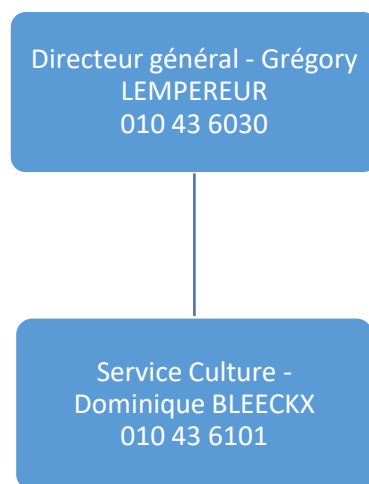 Directeur général - Grégory
LEMPEREUR
010 43 6030
Service Culture -
Dominique BLEECKX
010 43 6101